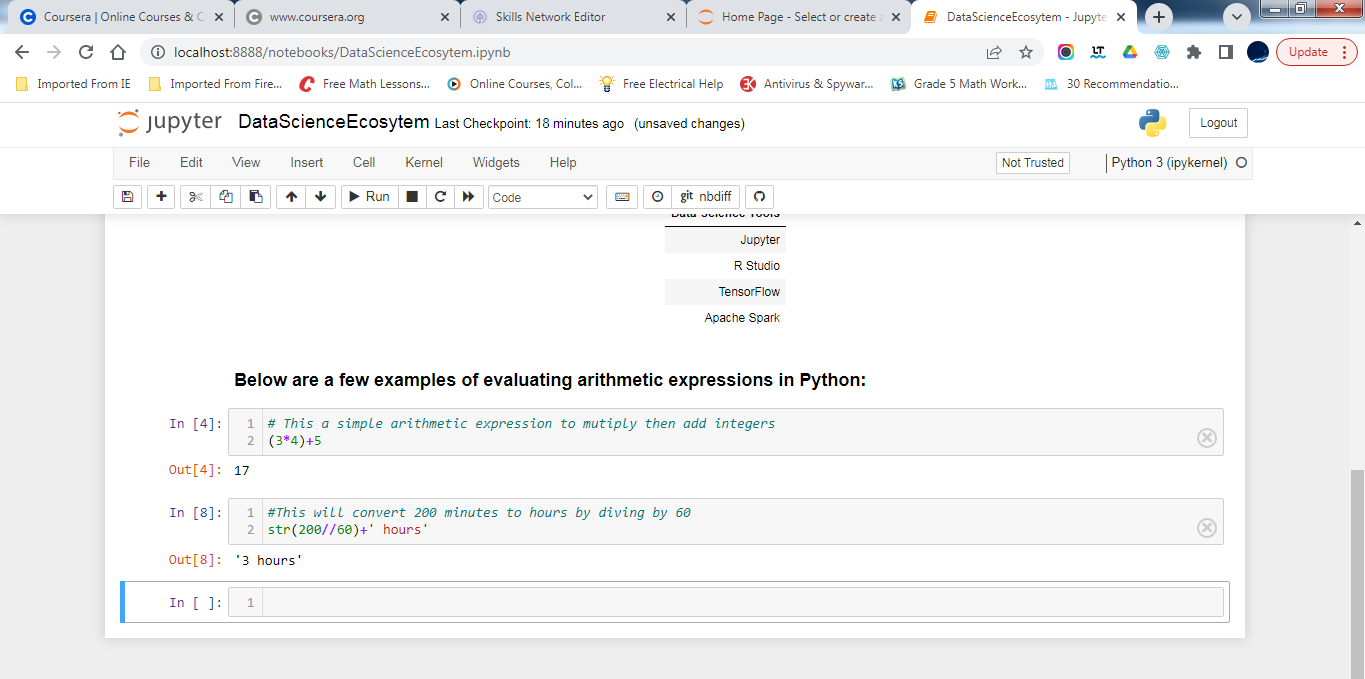 Coursera | Online Courses & C
www.coursera.org
Skills Network Editor
Home Page - Select or create a
DataScienceEcosystem - Jupyte
localhost:8888/notebooks/DataScienceEcosytem.ipynb
LT
Update
Imported From IE
Imported From Fire...
Free Math Lessons...
Online Courses, Col...
Free Electrical Help
Antivirus & Spywar...
Grade 5 Math Work...
30 Recommendatio...
jupyter DataScienceEcosytem Last Checkpoint: 18 minutes ago (unsaved changes)
Logout
File Edit View Insert Cell Kernel Widgets Help
Not Trusted
Python 3 (ipykernel)
Run
Code
git nbdiff
Data Science Tools
Jupyter
R Studio
TensorFlow
Apache Spark
Below are a few examples of evaluating arithmetic expressions in Python:
In [4]: 1 # This a simple arithmetic expression to mutiply then add integers
2 (3*4)+5
Out[4]: 17
In [8]: 1 #This will convert 200 minutes to hours by diving by 60
2 str(200//60)+' hours'
Out[8]: '3 hours'
In [ ]: 1